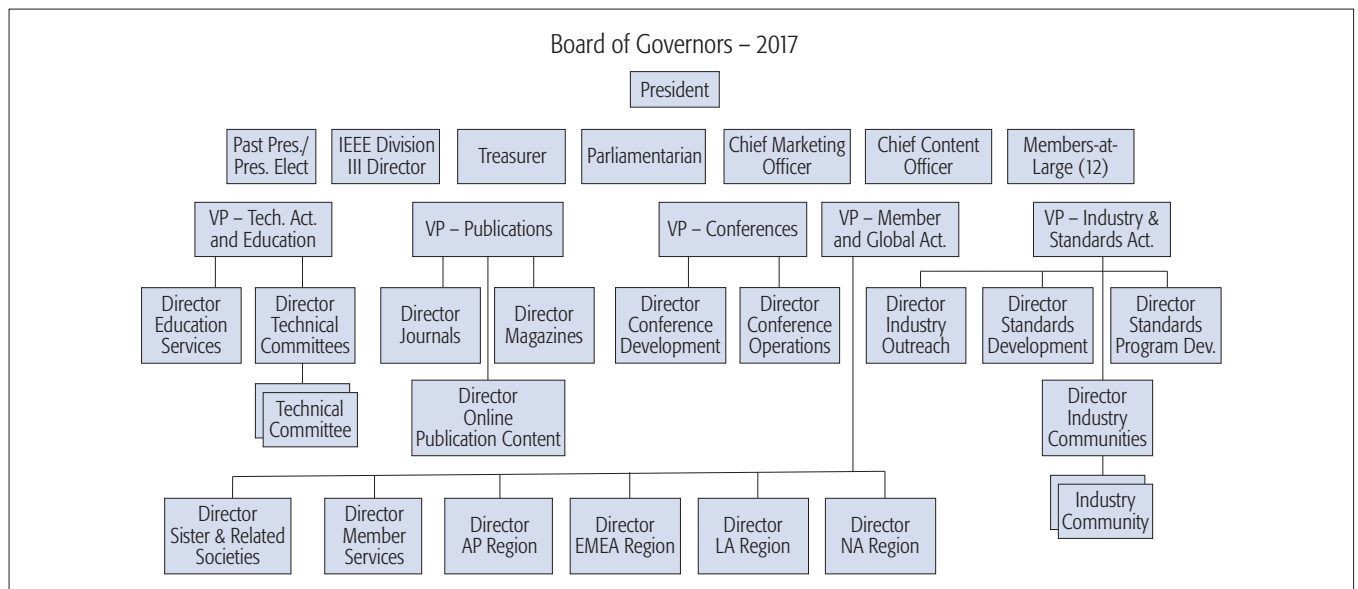 Board of Governors – 2017
President
Past Pres./
Pres. Elect
IEEE Division
III Director
Treasurer
Parliamentarian
Chief Marketing
Officer
Chief Content
Officer
Members-at-
Large (12)
VP – Tech. Act.
and Education
VP – Publications
VP – Conferences
VP – Member
and Global Act.
VP – Industry &
Standards Act.
Director
Education
Services
Director
Technical
Committees
Director
Journals
Director
Magazines
Director
Conference
Development
Director
Conference
Operations
Director
Industry
Outreach
Director
Standards
Development
Director
Standards
Program Dev.
Technical
Committee
Director
Online
Publication Content
Director
Industry
Communities
Director
Sister & Related
Societies
Director
Member
Services
Director
AP Region
Director
EMEA Region
Director
LA Region
Director
NA Region
Industry
Community